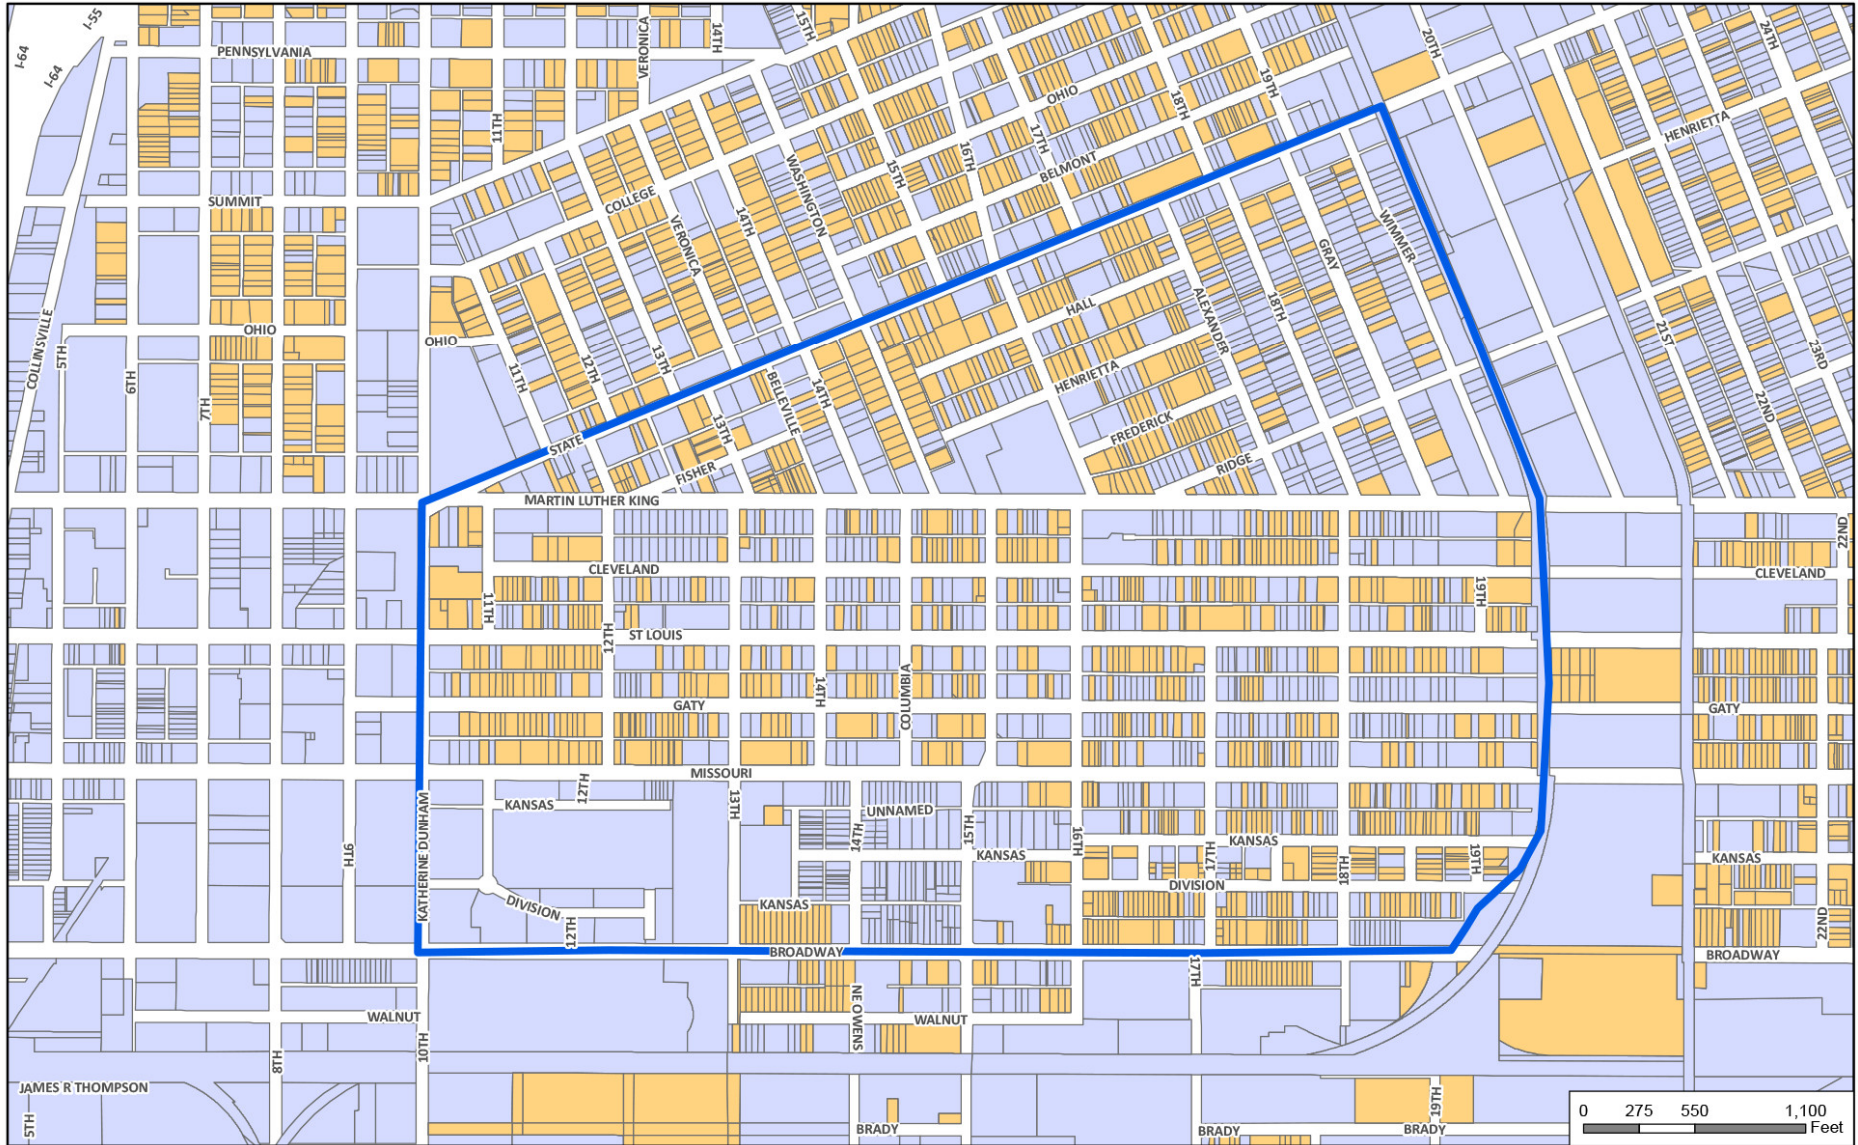 I-55
VERONICA
14TH
15TH
20TH
24TH
I-64
PENNSYLVANIA
I-64
19TH
OHIO
18TH
11TH
17TH
HENRIETTA
16TH
BELMONT
15TH
WASHINGTON
SUMMIT
COLLEGE
14TH
VERONICA
WIMMER
GRAY
HALL
ALEXANDER
18TH
COLLINSVILLE
5TH
OHIO
OHIO
21ST
23RD
6TH
7TH
11TH
12TH
13TH
BELLEVILLE
14TH
HENRIETTA
22ND
13TH
FREDERICK
STATE
FISHER
RIDGE
MARTIN LUTHER KING
22ND
CLEVELAND
CLEVELAND
11TH
19TH
12TH
ST LOUIS
14TH
COLUMBIA
GATY
GATY
MISSOURI
KATHERINE DUNHAM
KANSAS
12TH
13TH
UNNAMED
14TH
15TH
16TH
KANSAS
9TH
KANSAS
17TH
18TH
19TH
KANSAS
DIVISION
KANSAS
DIVISION
12TH
22ND
BROADWAY
BROADWAY
17TH
NE OWENS
WALNUT
WALNUT
10TH
8TH
JAMES R THOMPSON
5TH
19TH
BRADY
BRADY
BRADY
0 275 550 1,100
Feet